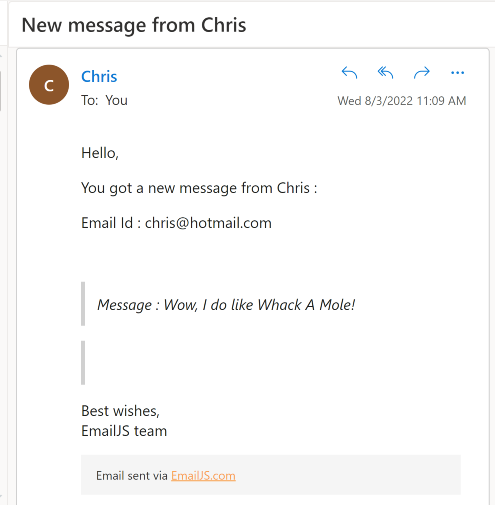 New message from Chris
C
Chris
To: You
Wed 8/3/2022 11:09 AM
Hello,
You got a new message from Chris :
Email Id : chris@hotmail.com
Message : Wow, I do like Whack A Mole!
Best wishes,
EmailJS team
Email sent via EmailJS.com